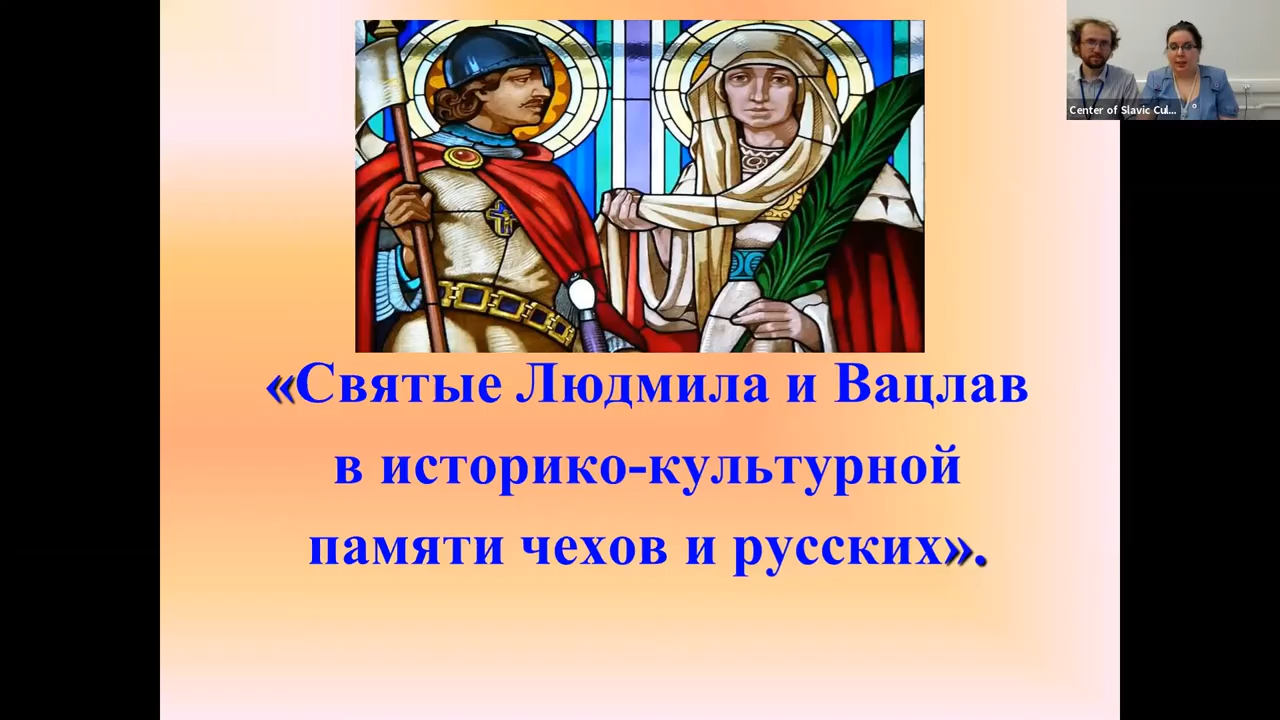 Center of Slavic Cul...
«Святые Людмила и Вацлав
в историко-культурной
памяти чехов и русских».